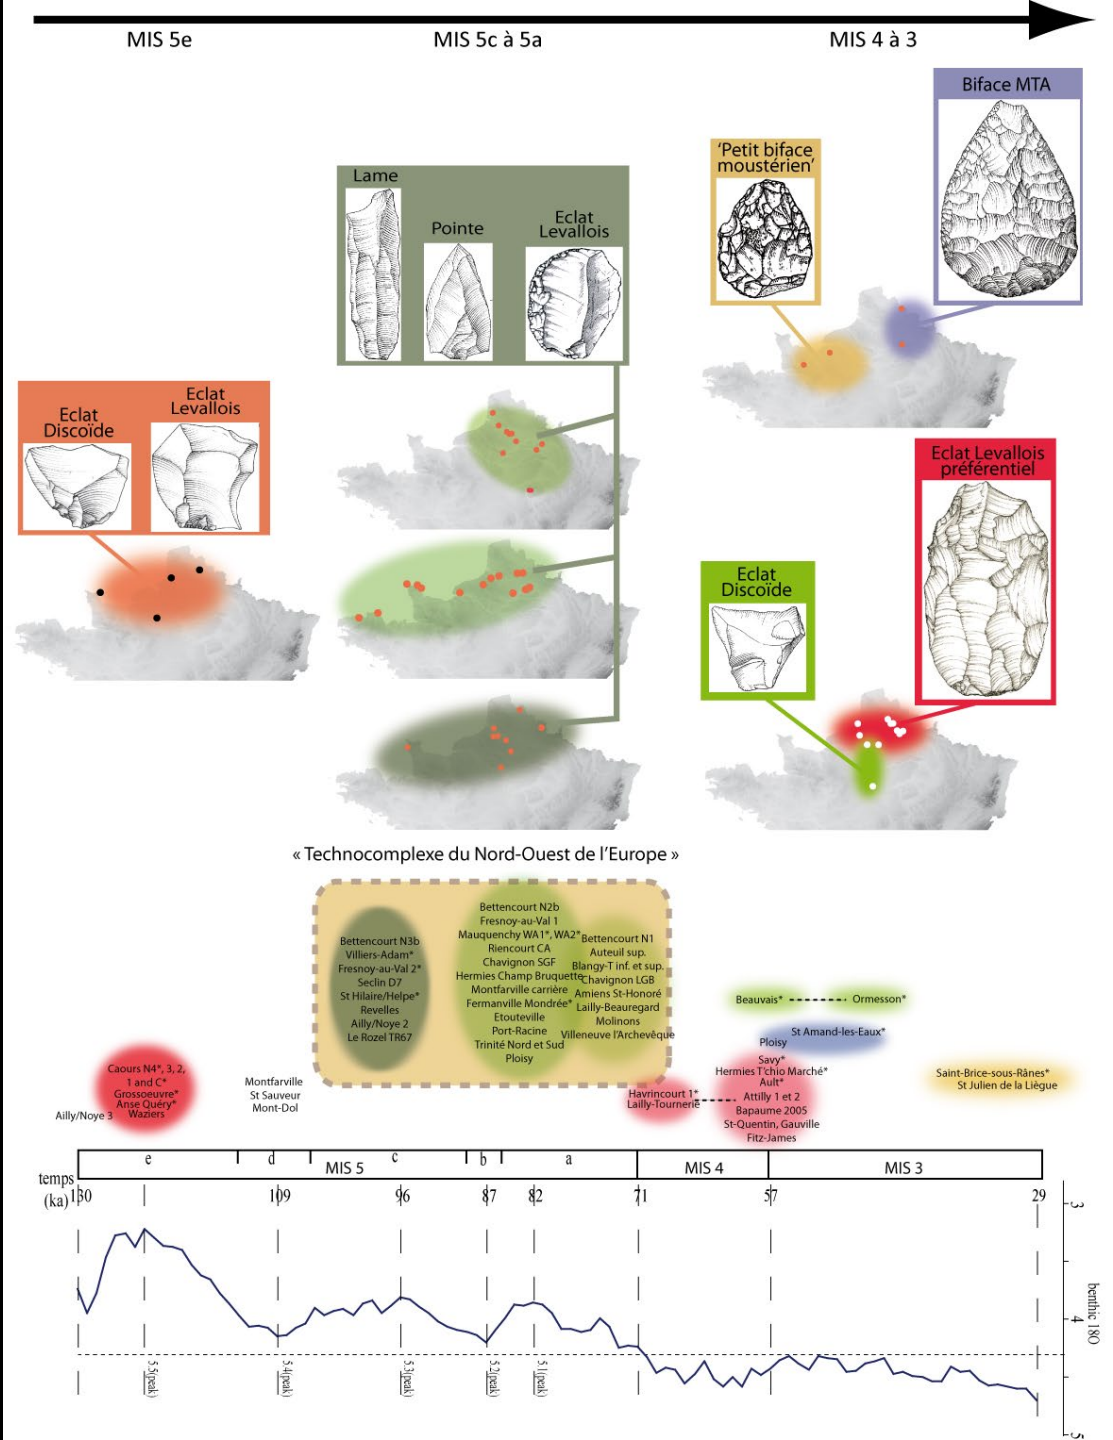 MIS 5e
MIS 5c à 5a
MIS 4 à 3
Biface MTA
'Petit biface
moustérien'
Lame
Pointe
Eclat
Levallois
Eclat
Discoïde
Eclat
Levallois
Eclat Levallois
préférentiel
Eclat
Discoïde
« Technocomplexe du Nord-Ouest de l'Europe »
Bettencourt N3b
Villiers-Adam*
Fresnoy-au-Val 2*
Seclin D7
St Hilaire/Helpe*
Revelles
Ailly/Noye 2
Le Rozel TR67
Bettencourt N2b
Fresnoy-au-Val 1
Mauquenchy WA1*, WA2*
Riencourt CA
Chavignon SGF
Hermies Champ Bruquette
Montfarville carrière
Fermanville Mondrée*
Etouteville
Port-Racine
Trinité Nord et Sud
Ploisy
Bettencourt N1
Auteuil sup.
Blangy-T inf. et sup.
Chavignon LGB
Amiens St-Honoré
Lailly-Beauregard
Molinons
Villeneuve l'Archevêque
Beauvais*
Ormesson*
St Amand-les-Eaux*
Ploisy
Caours N4*, 3, 2,
1 and C*
Grossoeuvre*
Anse Quéry*
Waziers
Ailly/Noye 3
Montfarville
St Sauveur
Mont-Dol
Havrincourt 1*
Lailly-Tournerie
Savy*
Hermies T'chio Marché*
Ault*
Attilly 1 et 2
Bapaume 2005
St-Quentin, Gauville
Fitz-James
Saint-Brice-sous-Rânes*
St Julien de la Liègue
e d c b a
MIS 5
MIS 4
MIS 3
temps
(ka)
130 109 96 87 82 71 57 29
3
4
5
benthic 18O
5.5(peak)
5.4(peak)
5.3(peak)
5.2(peak)
5.1(peak)